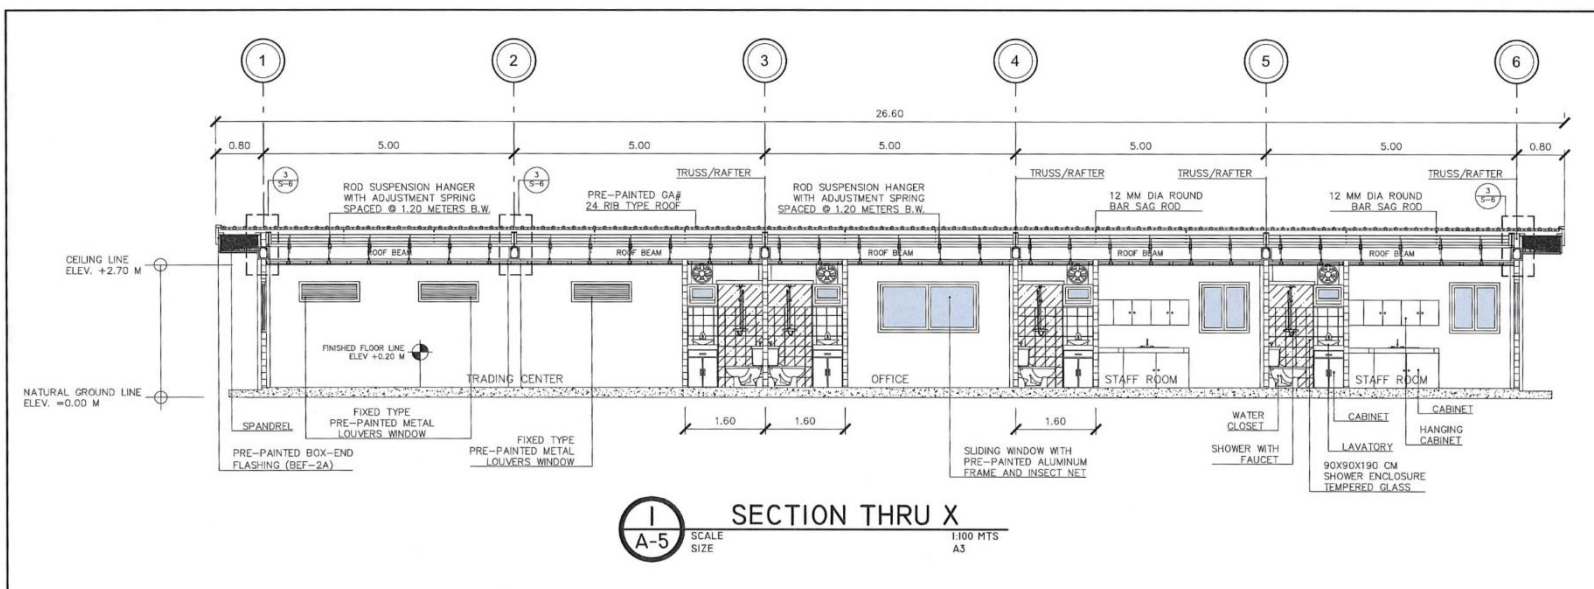 1
2
3
4
5
6
26.60
0.80
5.00
5.00
5.00
5.00
5.00
0.80
3
S-6
3
S-6
TRUSS/RAFTER
TRUSS/RAFTER
TRUSS/RAFTER
TRUSS/RAFTER
3
S-6
ROD SUSPENSION HANGER
WITH ADJUSTMENT SPRING
SPACED @ 1.20 METERS B.W.
PRE-PAINTED GA#
24 RIB TYPE ROOF
ROD SUSPENSION HANGER
WITH ADJUSTMENT SPRING
SPACED @ 1.20 METERS B.W.
12 MM DIA ROUND
BAR SAG ROD
12 MM DIA ROUND
BAR SAG ROD
ROOF BEAM
ROOF BEAM
ROOF BEAM
ROOF BEAM
ROOF BEAM
CEILING LINE
ELEV. +2.70 M
FINISHED FLOOR LINE
ELEV +0.20 M
TRADING CENTER
OFFICE
STAFF ROOM
STAFF ROOM
NATURAL GROUND LINE
ELEV. =0.00 M
SPANDREL
PRE-PAINTED BOX-END
FLASHING (BEF-2A)
FIXED TYPE
PRE-PAINTED METAL
LOUVERS WINDOW
FIXED TYPE
PRE-PAINTED METAL
LOUVERS WINDOW
1.60
1.60
1.60
SLIDING WINDOW WITH
PRE-PAINTED ALUMINUM
FRAME AND INSECT NET
WATER
CLOSET
SHOWER WITH
FAUCET
CABINET
LAVATORY
90X90X190 CM
SHOWER ENCLOSURE
TEMPERED GLASS
CABINET
HANGING
CABINET
1
A-5
SECTION THRU X
SCALE
1:100 MTS
SIZE
A3